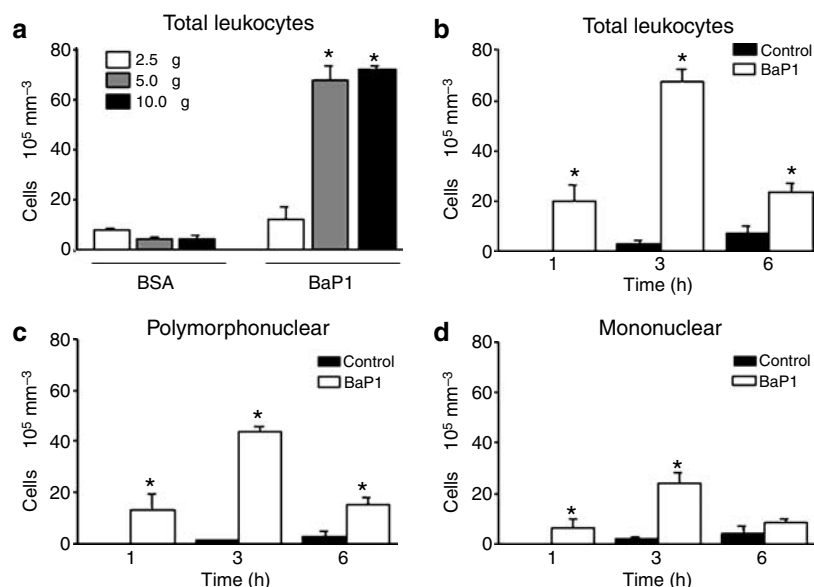 a
Total leukocytes
80
60
40
20
0
Cells 10⁵ mm⁻³
2.5 g
5.0 g
10.0 g
*
*
BSA
BaP1
b
Total leukocytes
80
60
40
20
0
Cells 10⁵ mm⁻³
Control
BaP1
*
*
*
1 3 6
Time (h)
c
Polymorphonuclear
80
60
40
20
0
Cells 10⁵ mm⁻³
Control
BaP1
*
*
*
1 3 6
Time (h)
d
Mononuclear
80
60
40
20
0
Cells 10⁵ mm⁻³
Control
BaP1
*
*
1 3 6
Time (h)